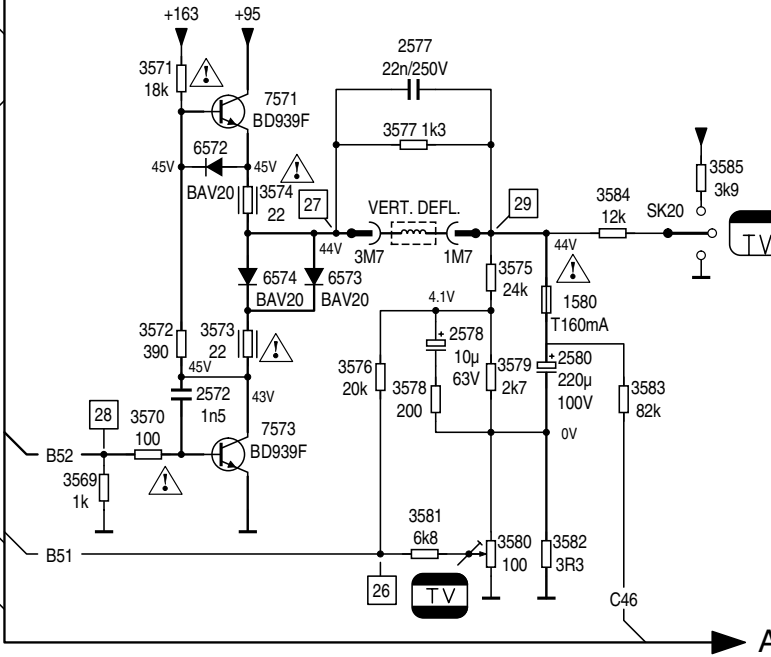 +163
+95
3571
18k
!
7571
BD939F
2577
22n/250V
3577 1k3
6572
45V
45V
!
BAV20
3574
22
27
VERT. DEFL.
29
3584
12k
SK20
3585
3k9
TV
44V
3M7
1M7
44V
!
6574
BAV20
6573
BAV20
3575
24k
1580
T160mA
4.1V
3572
390
3573
22
!
2578
10µ
63V
+
3576
20k
3578
200
3579
2k7
+
2580
220µ
100V
3583
82k
45V
2572
1n5
43V
0V
28
3570
100
7573
BD939F
B52
3569
1k
!
3581
6k8
3580
100
3582
3R3
B51
26
TV
C46
A